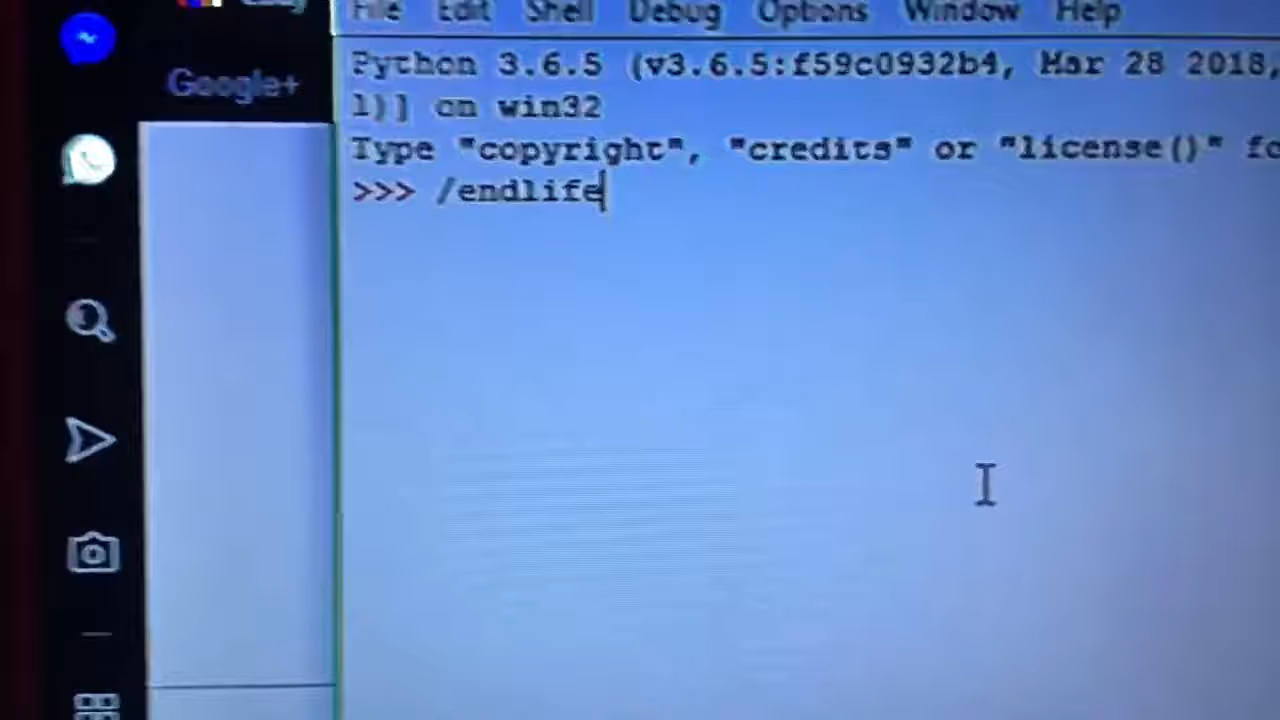 File Edit Shell Debug Options Window Help
Google+
Python 3.6.5 (v3.6.5:f59c0932b4, Mar 28 2018,
1)] on win32
Type "copyright", "credits" or "license()" fo
>>> /endlife